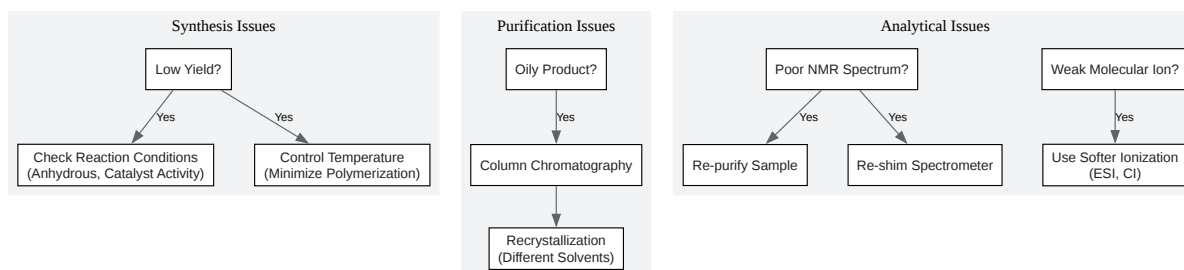 Synthesis Issues
Low Yield?
Yes
Yes
Check Reaction Conditions
(Anhydrous, Catalyst Activity)
Control Temperature
(Minimize Polymerization)
Purification Issues
Oily Product?
Yes
Column Chromatography
Recrystallization
(Different Solvents)
Analytical Issues
Poor NMR Spectrum?
Yes
Yes
Re-purify Sample
Re-shim Spectrometer
Weak Molecular Ion?
Yes
Use Softer Ionization
(ESI, CI)